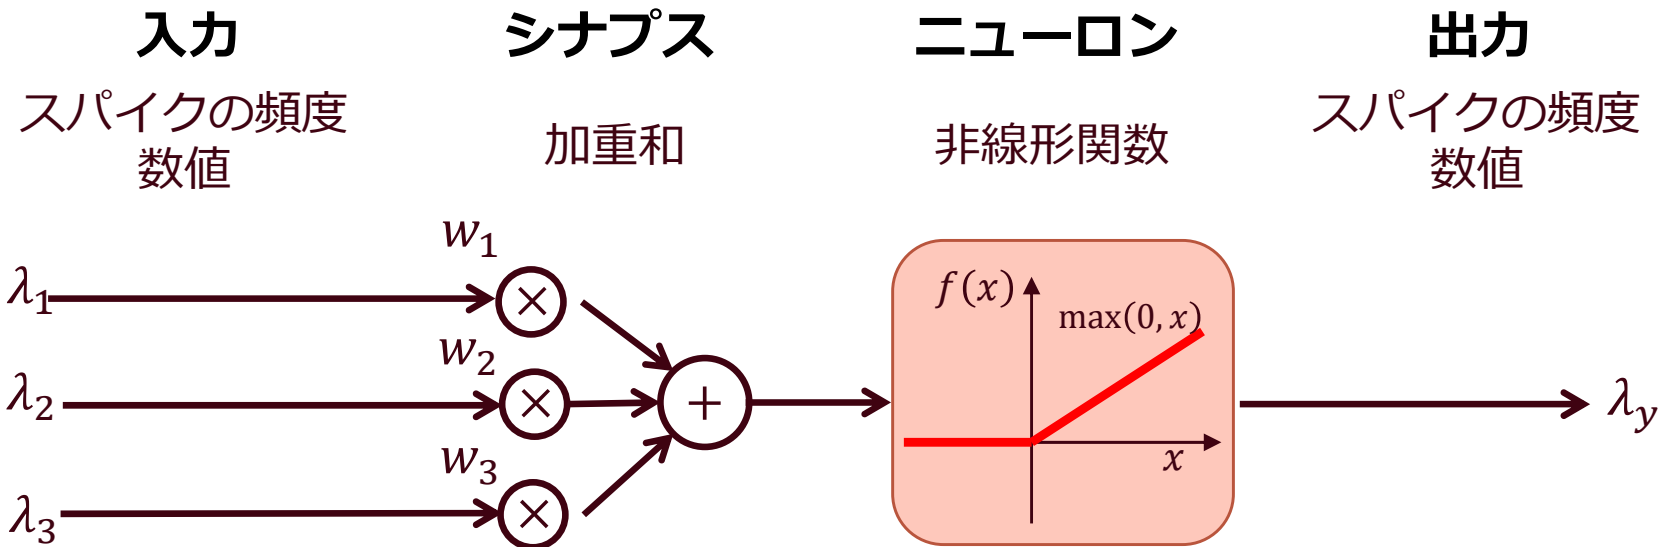 入力
シナプス
ニューロン
出力
スパイクの頻度
数値
加重和
非線形関数
スパイクの頻度
数値
w₁
λ₁
×
w₂
λ₂
×
w₃
λ₃
×
+
f(x)
max(0, x)
x
λy